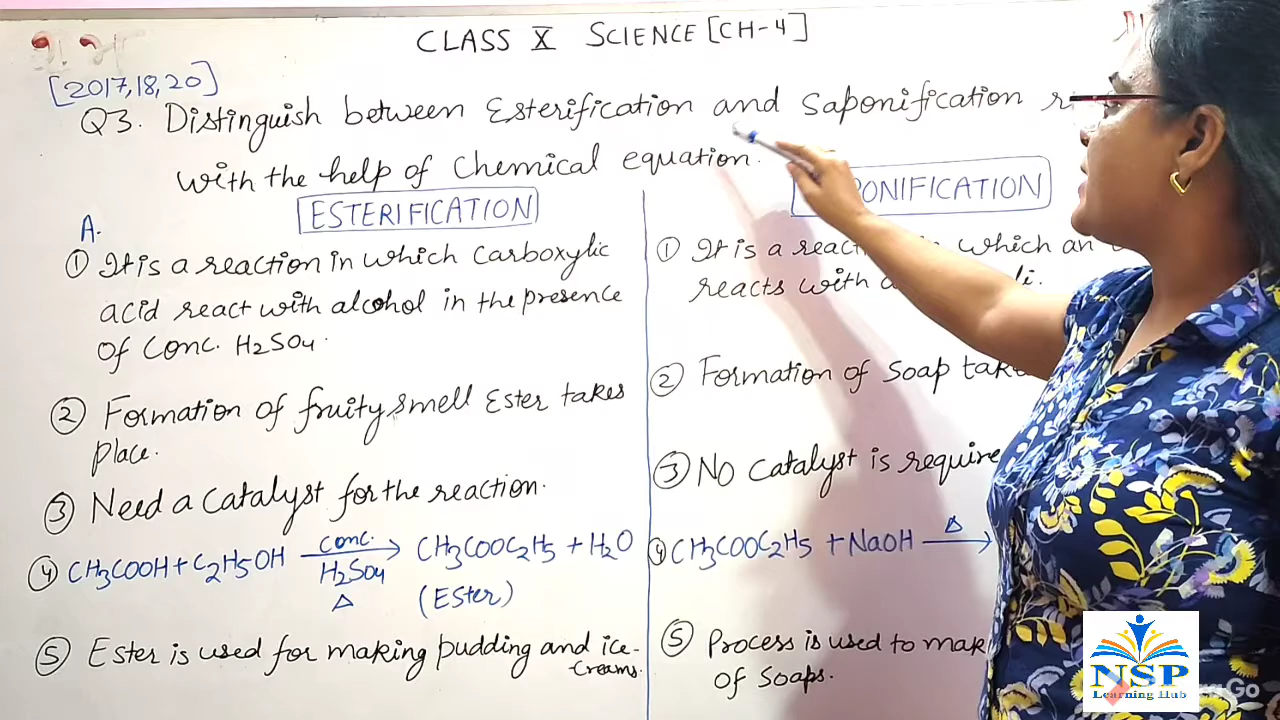 CLASS X SCIENCE [CH-4]
[2017,18,20]
Q3. Distinguish between Esterification and Saponification
with the help of Chemical equation.
ESTERIFICATION
A.
① It is a reaction in which Carboxylic
acid react with alcohol in the presence
of Conc. H₂SO₄.
② Formation of fruity smell Ester takes
place.
③ Need a Catalyst for the reaction.
④ CH₃COOH + C₂H₅OH conc. H₂SO₄ Δ → CH₃COOC₂H₅ + H₂O
(Ester)
⑤ Ester is used for making pudding and ice-
creams.
ONIFICATION
① It is a in which an
reacts with
② Formation of Soap
③ No Catalyst is
④ CH₃COOC₂H₅ + NaOH Δ →
⑤ Process is used to
of soaps.
NSP
Learning Hub
Go